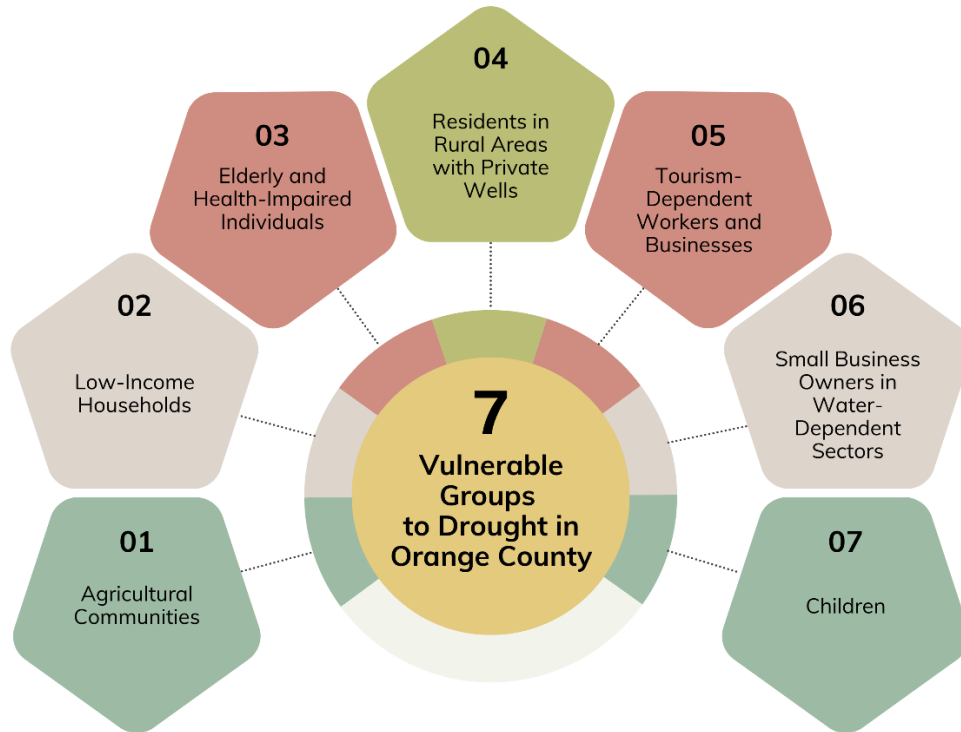 01
Agricultural
Communities
02
Low-Income
Households
03
Elderly and
Health-Impaired
Individuals
04
Residents in
Rural Areas
with Private
Wells
05
Tourism-
Dependent
Workers and
Businesses
06
Small Business
Owners in
Water-
Dependent
Sectors
07
Children
7
Vulnerable
Groups
to Drought in
Orange County